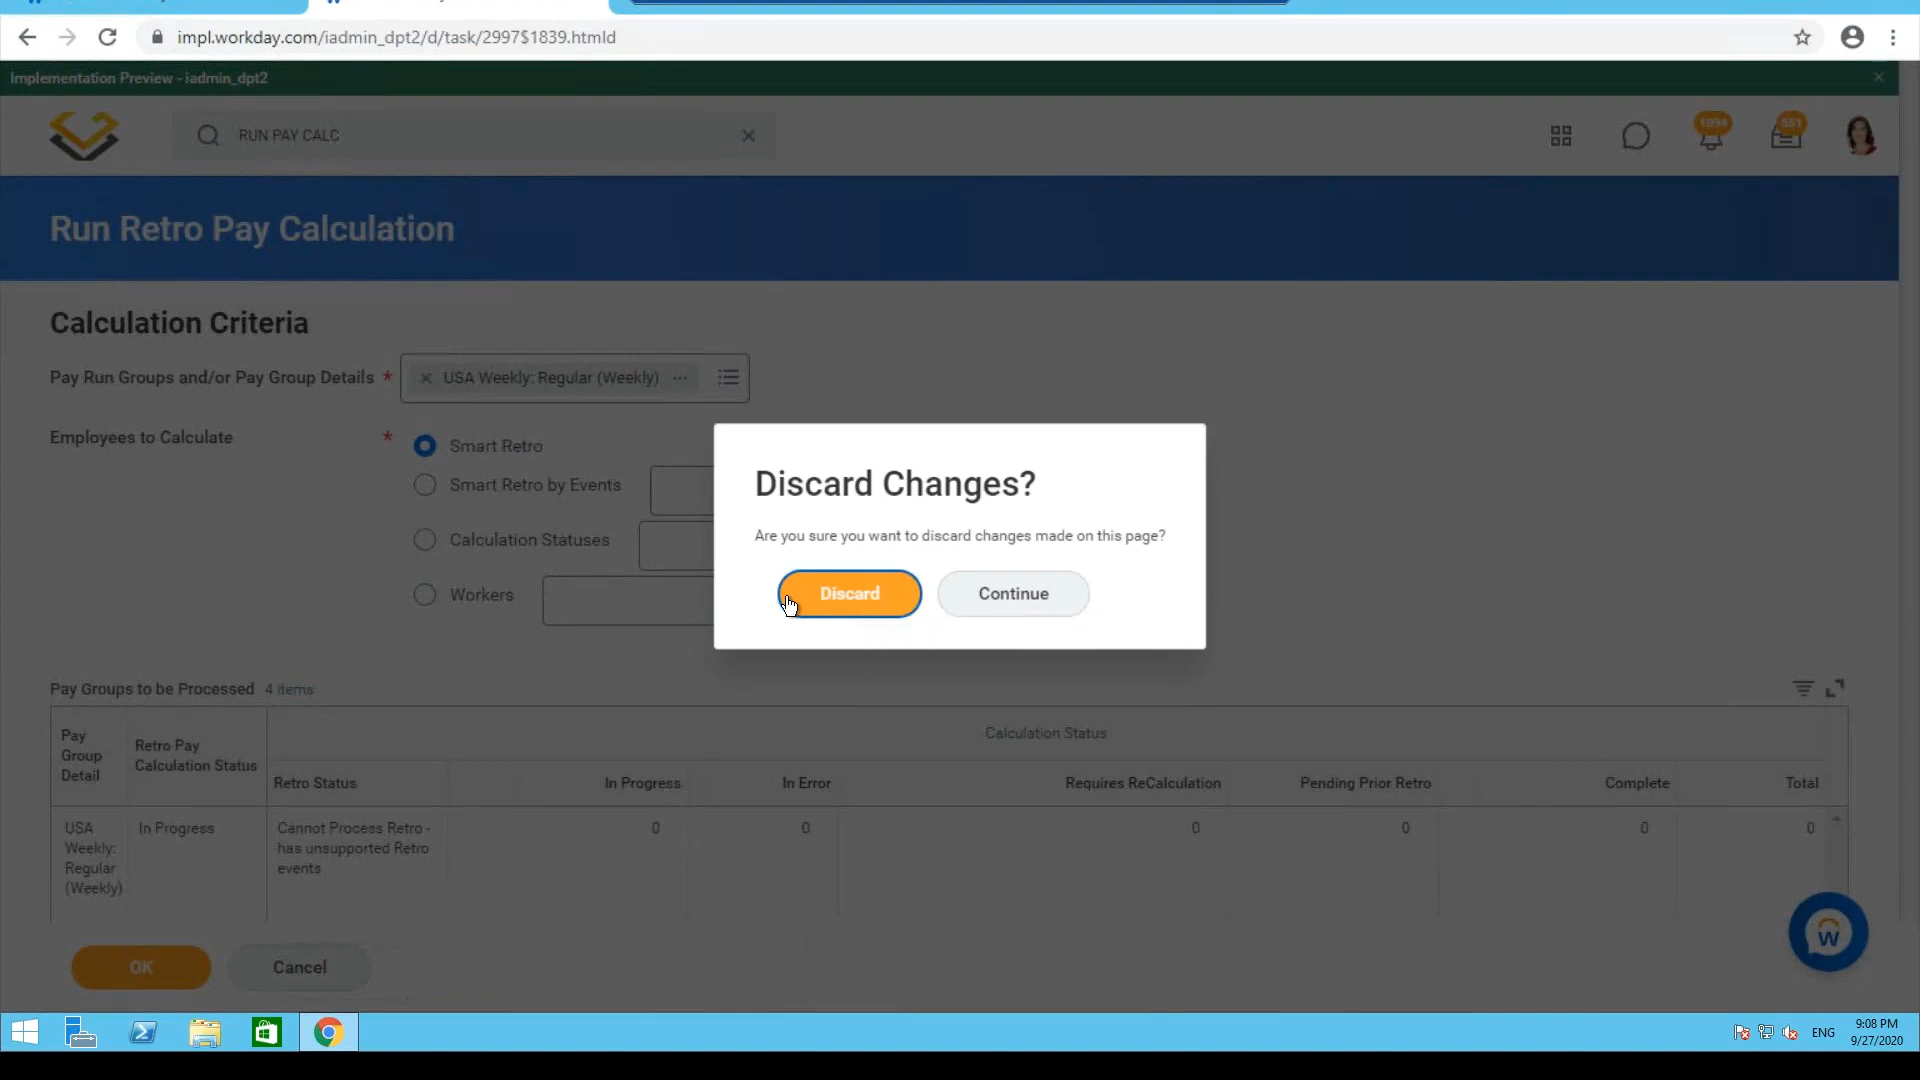 impl.workday.com/iadmin_dpt2/d/task/2997$1839.htmld
Implementation Preview - iadmin_dpt2
RUN PAY CALC
1094
551
Run Retro Pay Calculation
Calculation Criteria
Pay Run Groups and/or Pay Group Details *
USA Weekly: Regular (Weekly)
Employees to Calculate *
Smart Retro
Smart Retro by Events
Calculation Statuses
Workers
Discard Changes?
Are you sure you want to discard changes made on this page?
Discard
Continue
Pay Groups to be Processed 4 items
Pay Group Detail
Retro Pay Calculation Status
Calculation Status
Retro Status
In Progress
In Error
Requires ReCalculation
Pending Prior Retro
Complete
Total
USA Weekly: Regular (Weekly)
In Progress
Cannot Process Retro - has unsupported Retro events
0
0
0
0
0
0
OK
Cancel
W
ENG
9:08 PM
9/27/2020